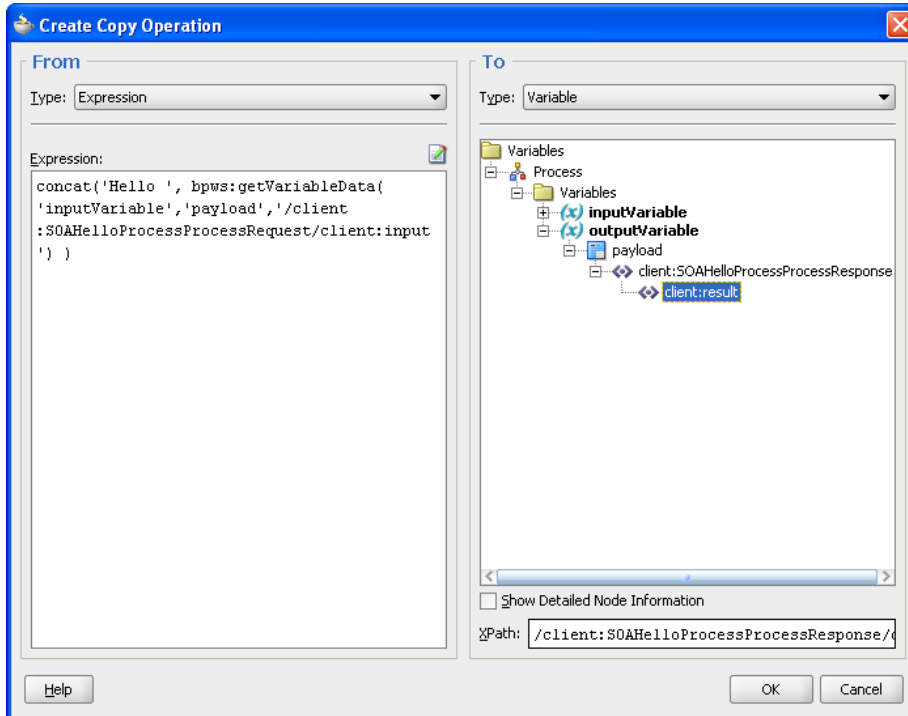 Create Copy Operation
From
Type: Expression
Expression:
concat('Hello ', bpws:getVariableData(
'inputVariable','payload','/client
:SOAHelloProcessProcessRequest/client:input
') )
To
Type: Variable
Variables
Process
Variables
(x) inputVariable
(x) outputVariable
payload
client:SOAHelloProcessProcessResponse
client:result
Show Detailed Node Information
XPath: /client:SOAHelloProcessProcessResponse/
Help
OK
Cancel